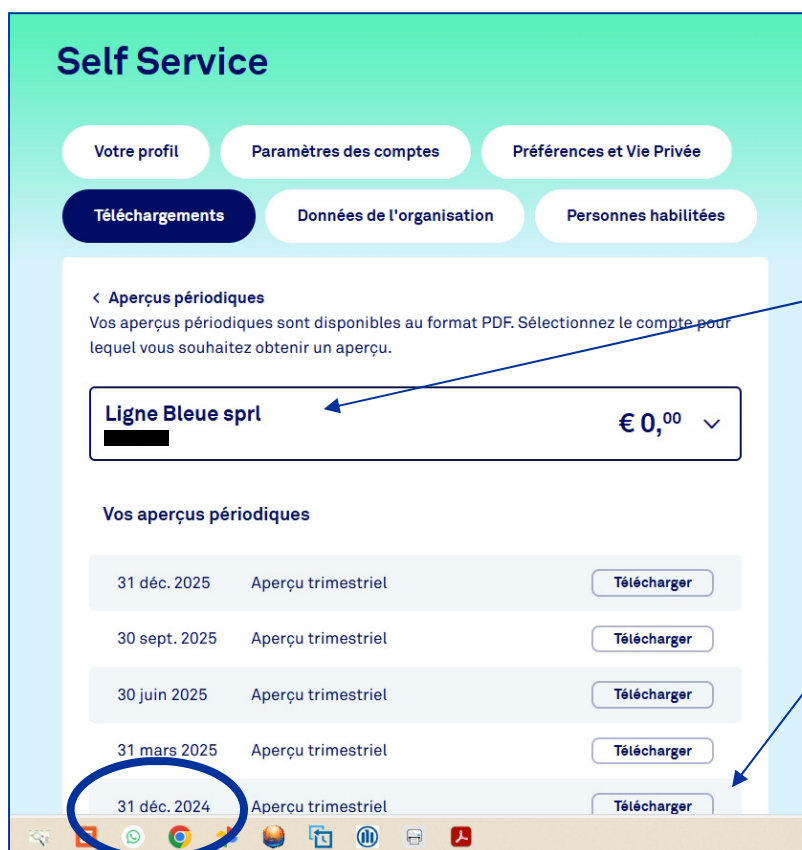 Self Service
Votre profil Paramètres des comptes Préférences et Vie Privée
Téléchargements Données de l'organisation Personnes habilitées
< Aperçus périodiques
Vos aperçus périodiques sont disponibles au format PDF. Sélectionnez le compte pour
lequel vous souhaitez obtenir un aperçu.
Ligne Bleue sprl € 0,00
Vos aperçus périodiques
31 déc. 2025 Aperçu trimestriel Télécharger
30 sept. 2025 Aperçu trimestriel Télécharger
30 juin 2025 Aperçu trimestriel Télécharger
31 mars 2025 Aperçu trimestriel Télécharger
31 déc. 2024 Aperçu trimestriel Télécharger